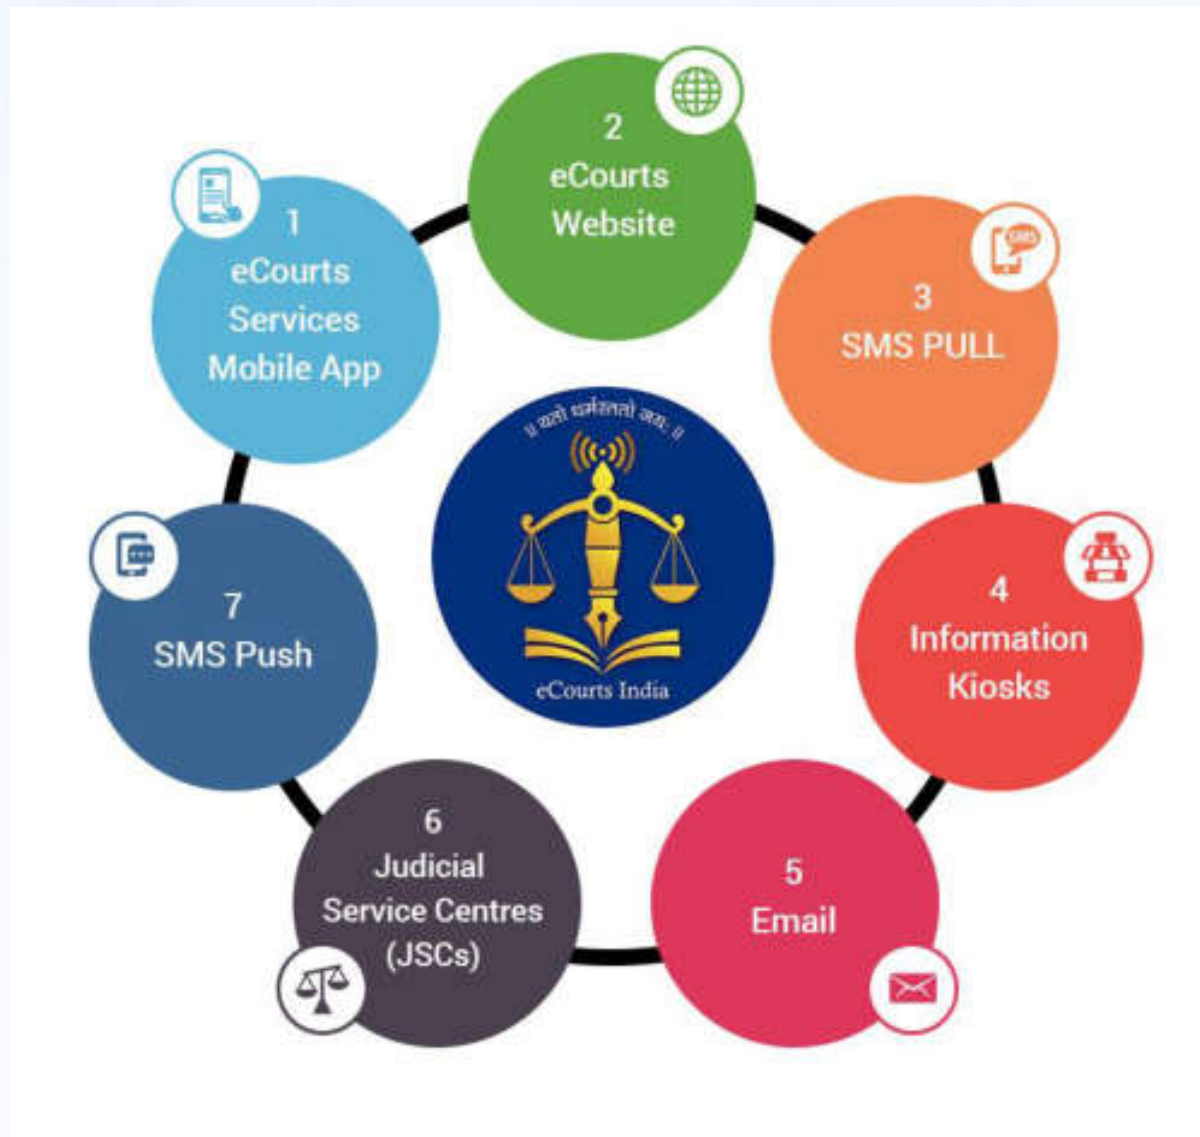 1
eCourts
Services
Mobile App
2
eCourts
Website
3
SMS PULL
SMS
4
Information
Kiosks
5
Email
6
Judicial
Service Centres
(JSCs)
7
SMS Push
॥ यतो धर्मस्ततो जयः ॥
eCourts India